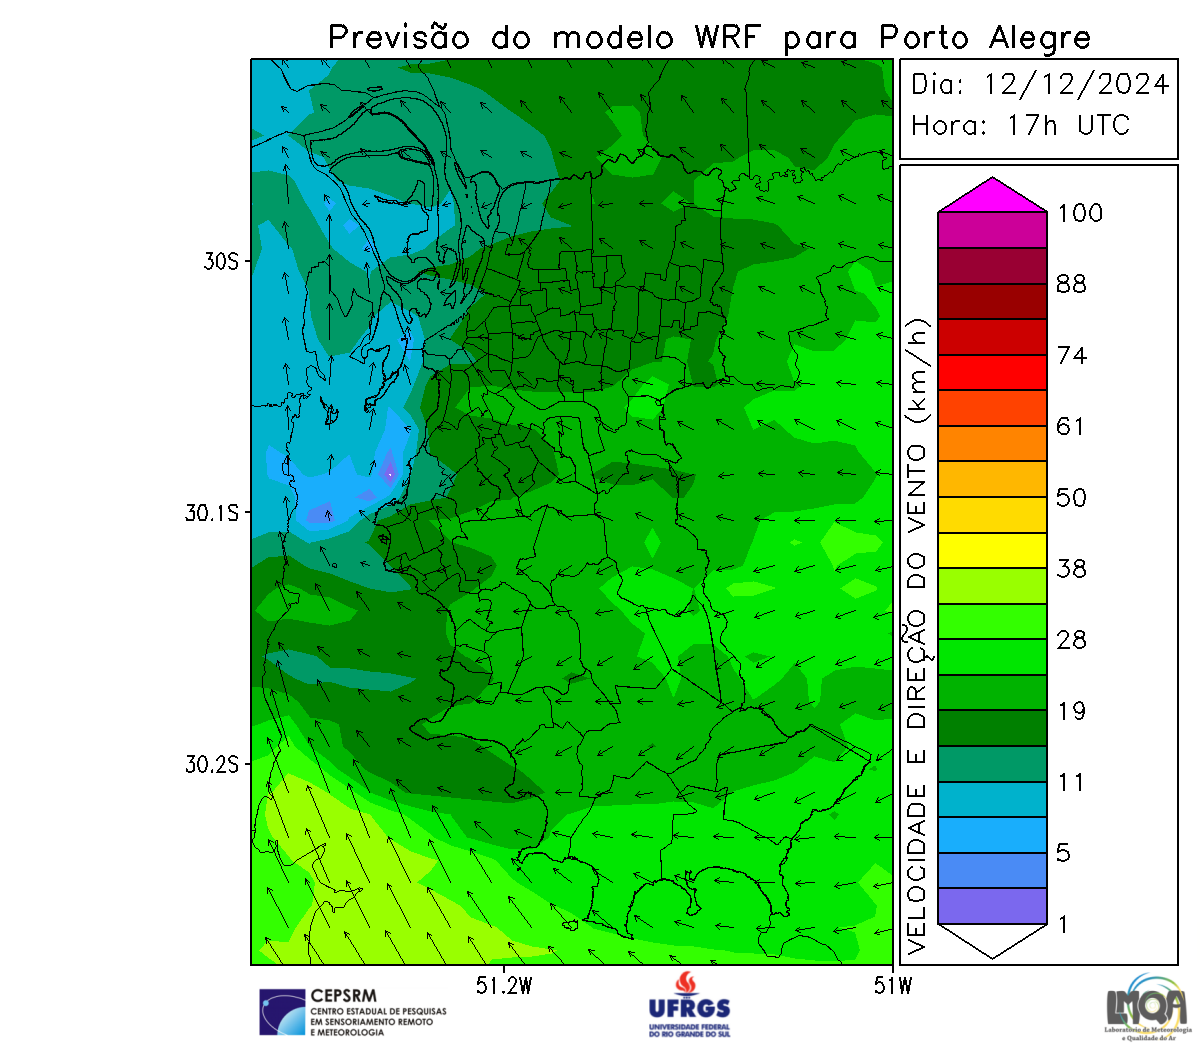 Previsão do modelo WRF para Porto Alegre
Dia: 12/12/2024
Hora: 17h UTC
30S
30.1S
30.2S
51.2W
51W
VELOCIDADE E DIREÇÃO DO VENTO (km/h)
100
88
74
61
50
38
28
19
11
5
1
CEPSRM
CENTRO ESTADUAL DE PESQUISAS
EM SENSORIAMENTO REMOTO
E METEOROLOGIA
UFRGS
UNIVERSIDADE FEDERAL
DO RIO GRANDE DO SUL
LMQA
Laboratório de Meteorologia
e Qualidade do Ar